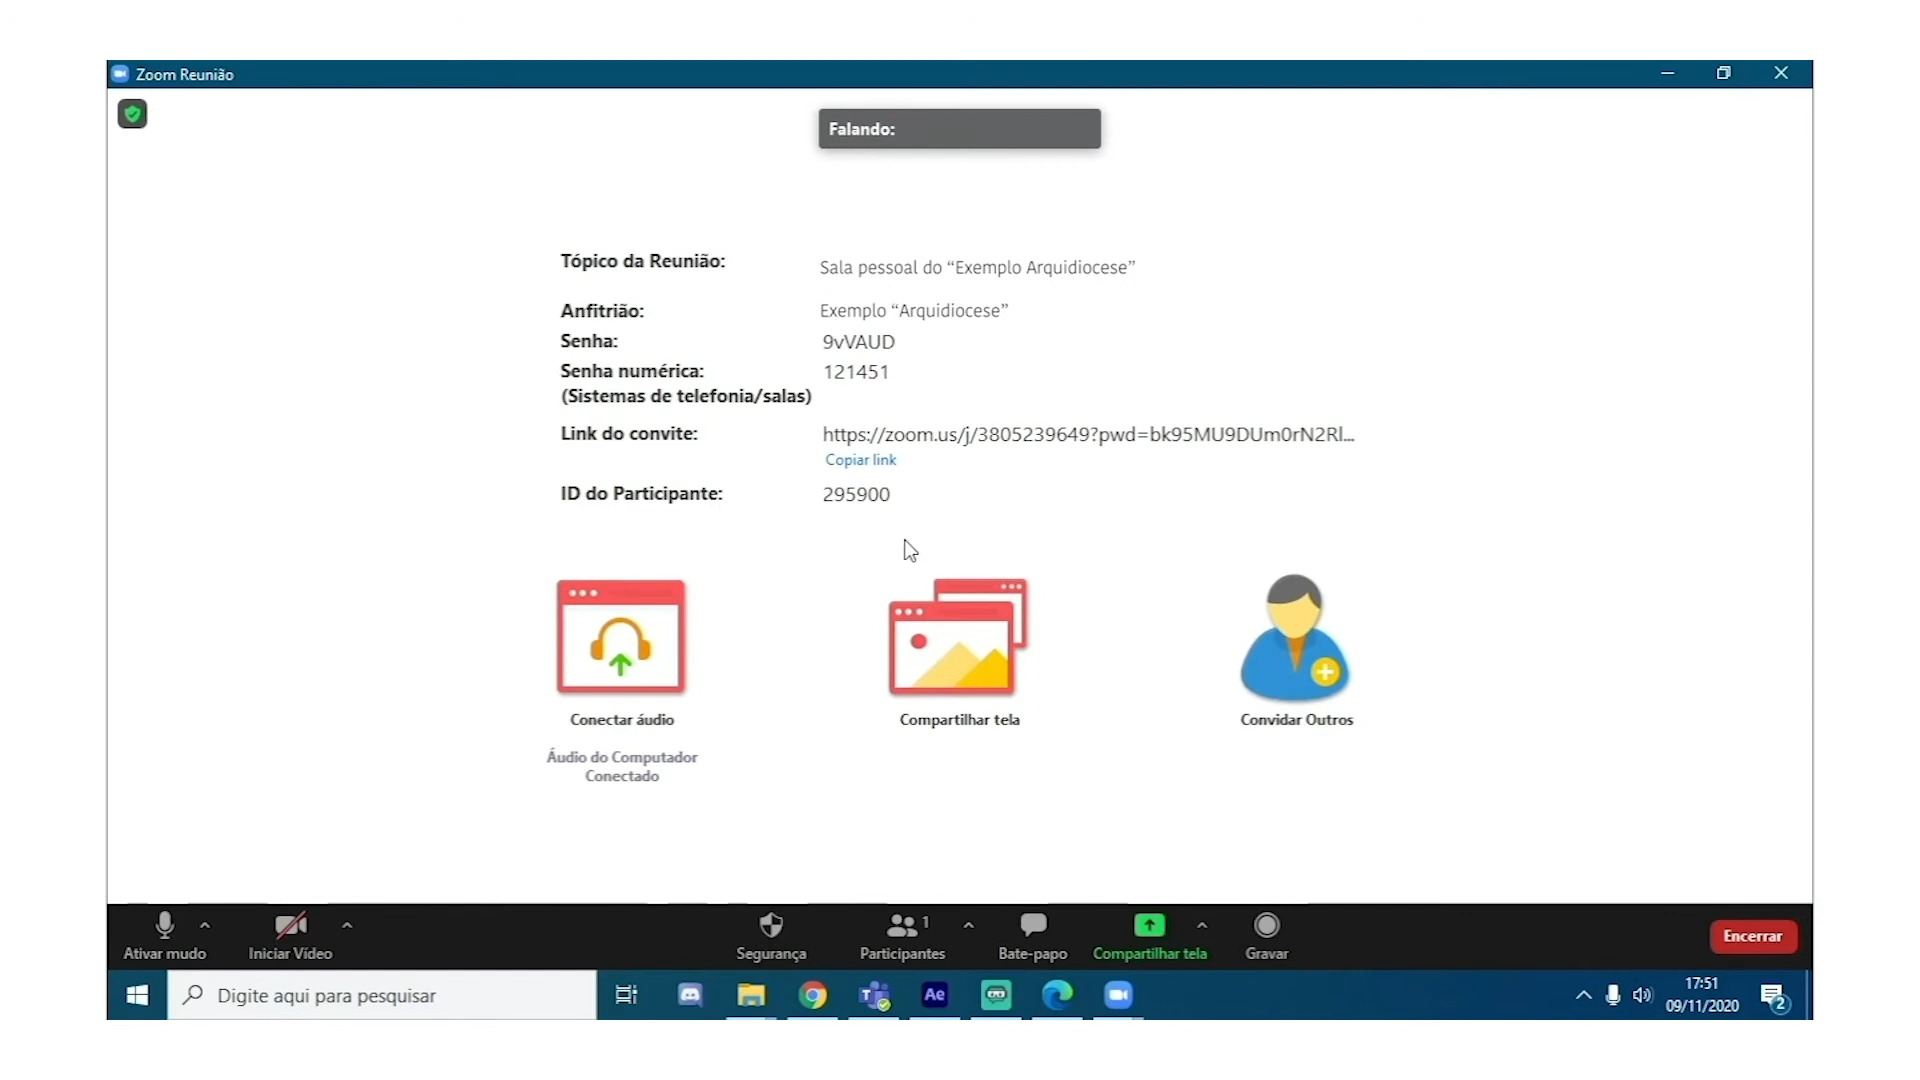 Zoom Reunião
Falando:
Tópico da Reunião: Sala pessoal do “Exemplo Arquidiocese”
Anfitrião: Exemplo “Arquidiocese”
Senha: 9vVAUD
Senha numérica: 121451
(Sistemas de telefonia/salas)
Link do convite: https://zoom.us/j/3805239649?pwd=bk95MU9DUm0rN2Rl...
Copiar link
ID do Participante: 295900
Conectar áudio
Compartilhar tela
Convidar Outros
Áudio do Computador
Conectado
Ativar mudo
Iniciar Vídeo
Segurança
1
Participantes
Bate-papo
Compartilhar tela
Gravar
Encerrar
Digite aqui para pesquisar
Ae
17:51
09/11/2020
2